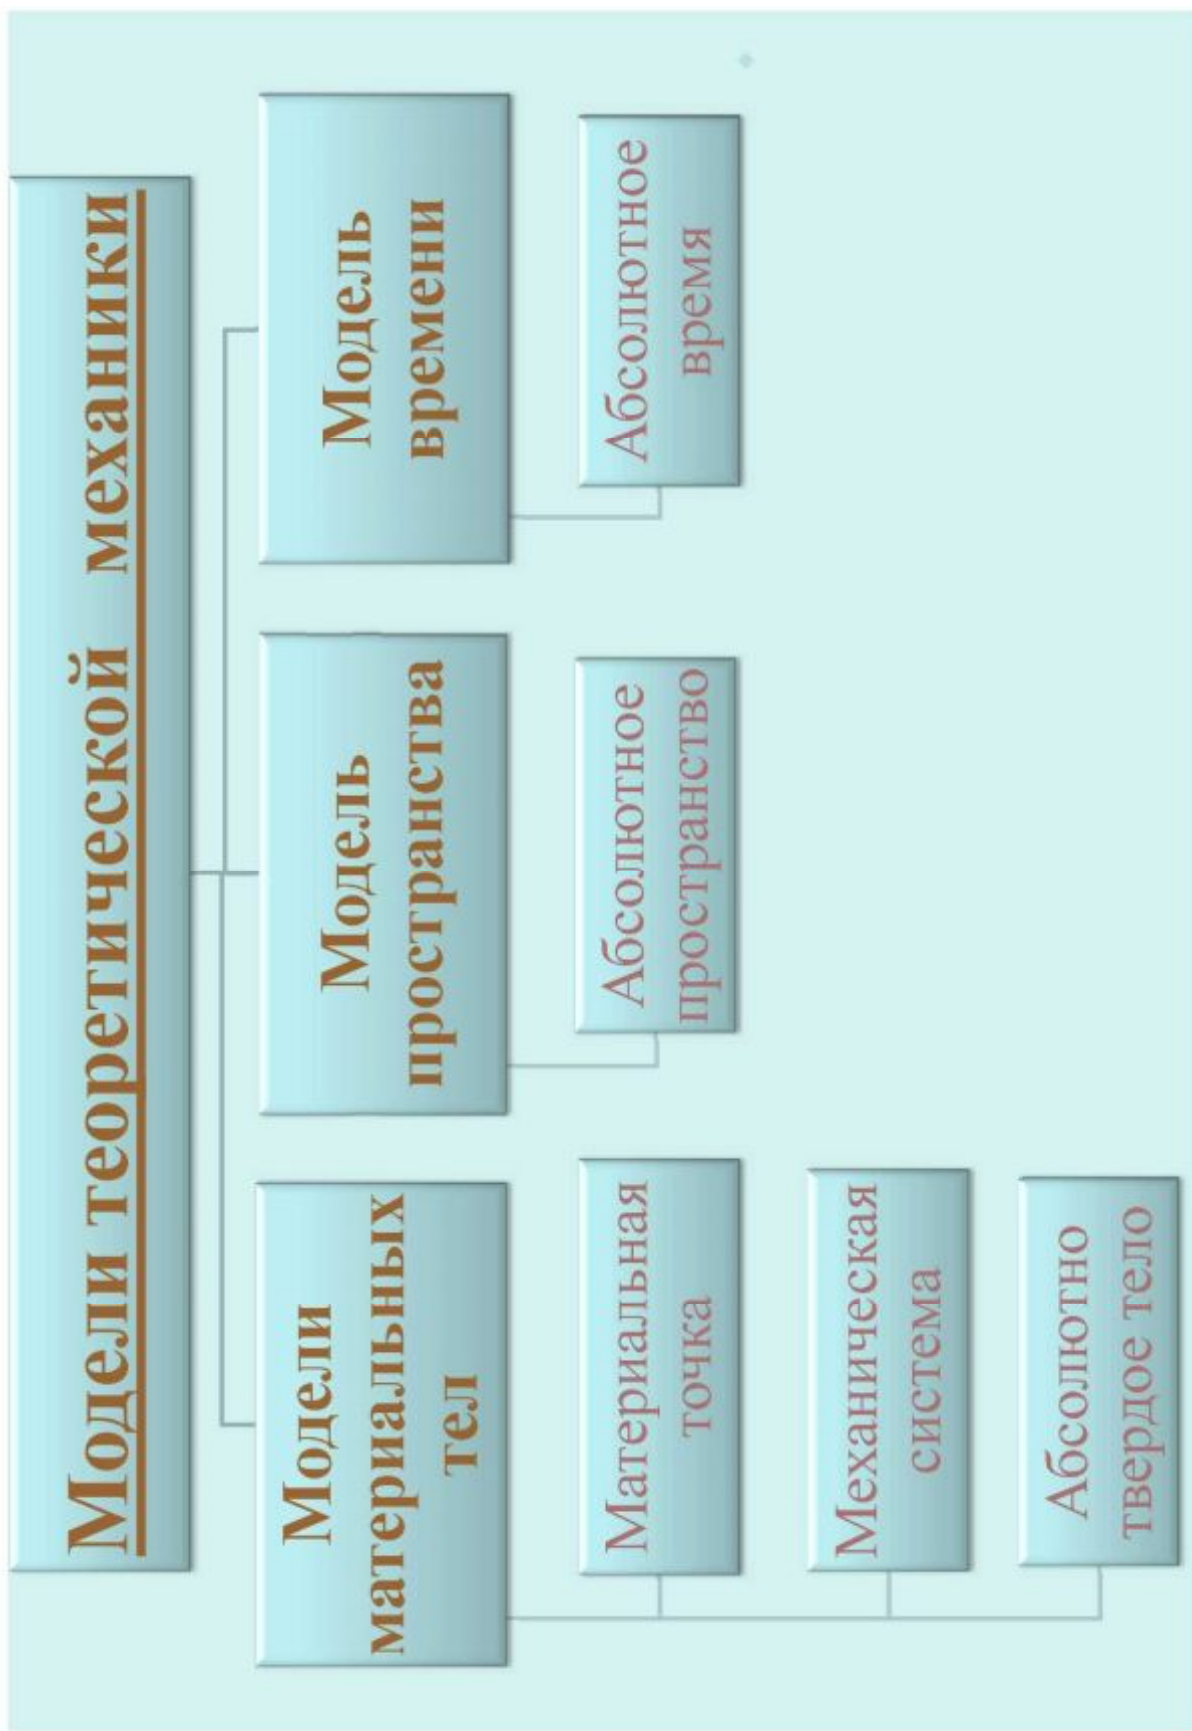 Модели теоретической механики
Модели
материальных
тел
Материальная
точка
Механическая
система
Абсолютно
твердое тело
Модель
пространства
Абсолютное
пространство
Модель
времени
Абсолютное
время